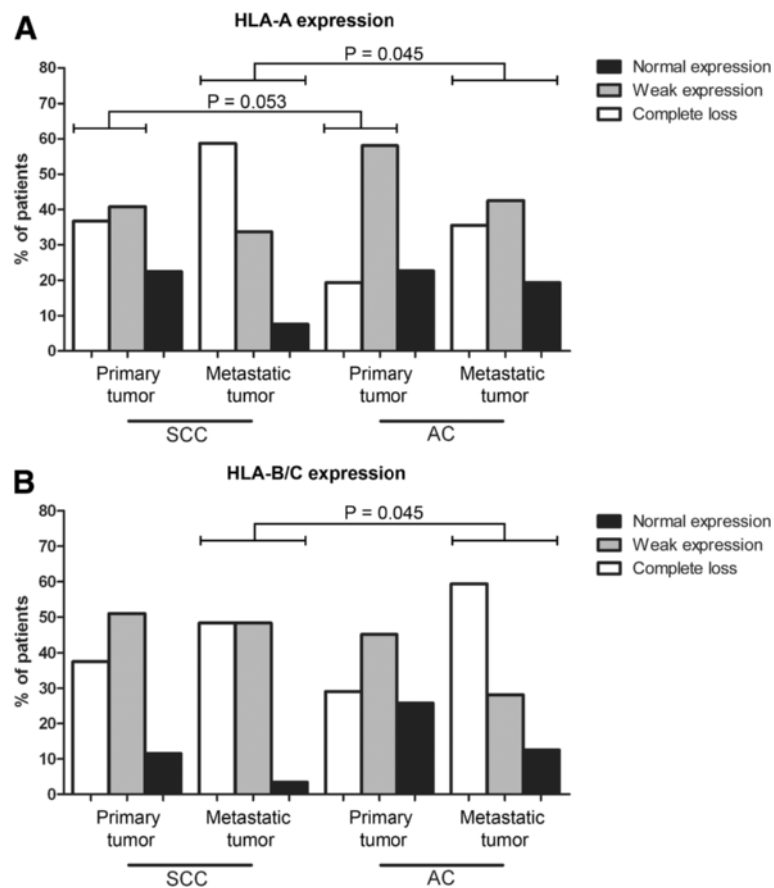 A
HLA-A expression
P = 0.045
P = 0.053
Normal expression
Weak expression
Complete loss
% of patients
80
70
60
50
40
30
20
10
0
Primary tumor
Metastatic tumor
Primary tumor
Metastatic tumor
SCC
AC
B
HLA-B/C expression
P = 0.045
Normal expression
Weak expression
Complete loss
% of patients
80
70
60
50
40
30
20
10
0
Primary tumor
Metastatic tumor
Primary tumor
Metastatic tumor
SCC
AC